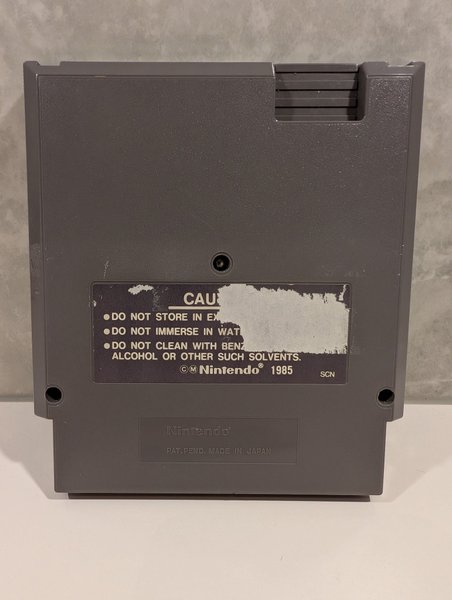 CAU
●DO NOT STORE IN EX
●DO NOT IMMERSE IN WAT
●DO NOT CLEAN WITH BENZ
ALCOHOL OR OTHER SUCH SOLVENTS.
©Ⓜ Nintendo® 1985
SCN
Nintendo®
PAT. PEND. MADE IN JAPAN